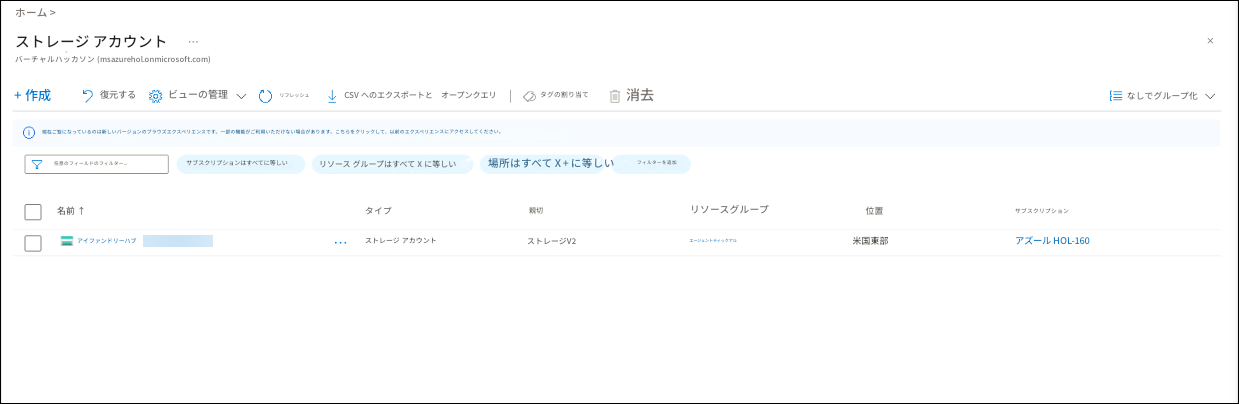 ホーム >
ストレージ アカウント ...
バーチャルハッカソン (msazurehol.onmicrosoft.com)
+ 作成 復元する ビューの管理 リフレッシュ CSV へのエクスポートと オープンクエリ | タグの割り当て 消去 なしでグループ化
現在ご覧になっているのは新しいバージョンのブラウズエクスペリエンスです。一部の機能がご利用いただけない場合があります。こちらをクリックして、以前のエクスペリエンスにアクセスしてください。
任意のフィールドのフィルター... サブスクリプションはすべてに等しい リソース グループはすべて X に等しい 場所はすべて X + に等しい フィルターを追加
名前 ↑ タイプ 親切 リソースグループ 位置 サブスクリプション
アイファンドリーハブ ... ストレージ アカウント ストレージV2 米国東部 アズール HOL-160